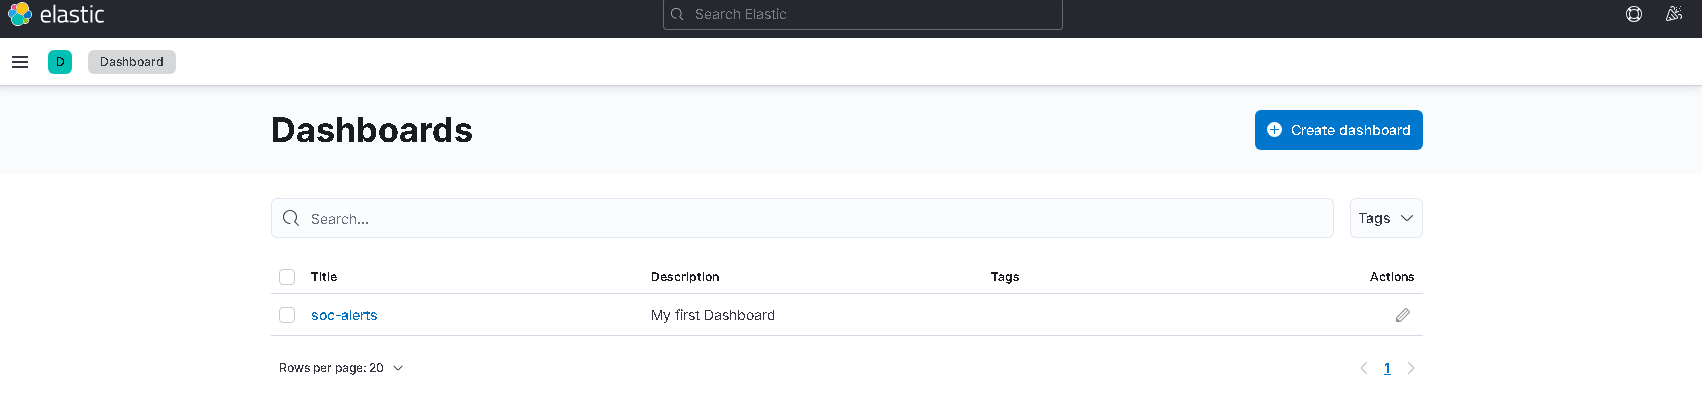 elastic
Search Elastic
D
Dashboard
Dashboards
Create dashboard
Search...
Tags
Title Description Tags Actions
soc-alerts My first Dashboard
Rows per page: 20
1